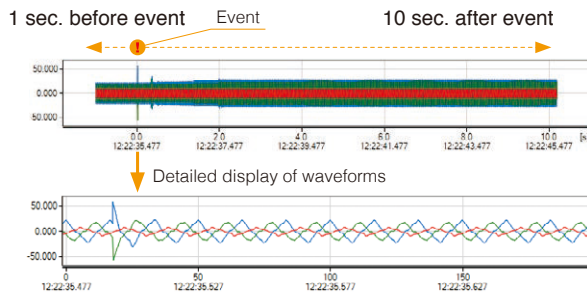 1 sec. before event
Event
10 sec. after event
!
50.000
0.000
50.000
0.0 2.0 4.0 6.0 8.0 10.0
12:22:35.477 12:22:37.477 12:22:39.477 12:22:41.477 12:22:43.477 12:22:45.477
Detailed display of waveforms
50.000
0.000
-50.000
0 50 100 150
12:22:35.477 12:22:35.527 12:22:35.577 12:22:35.627